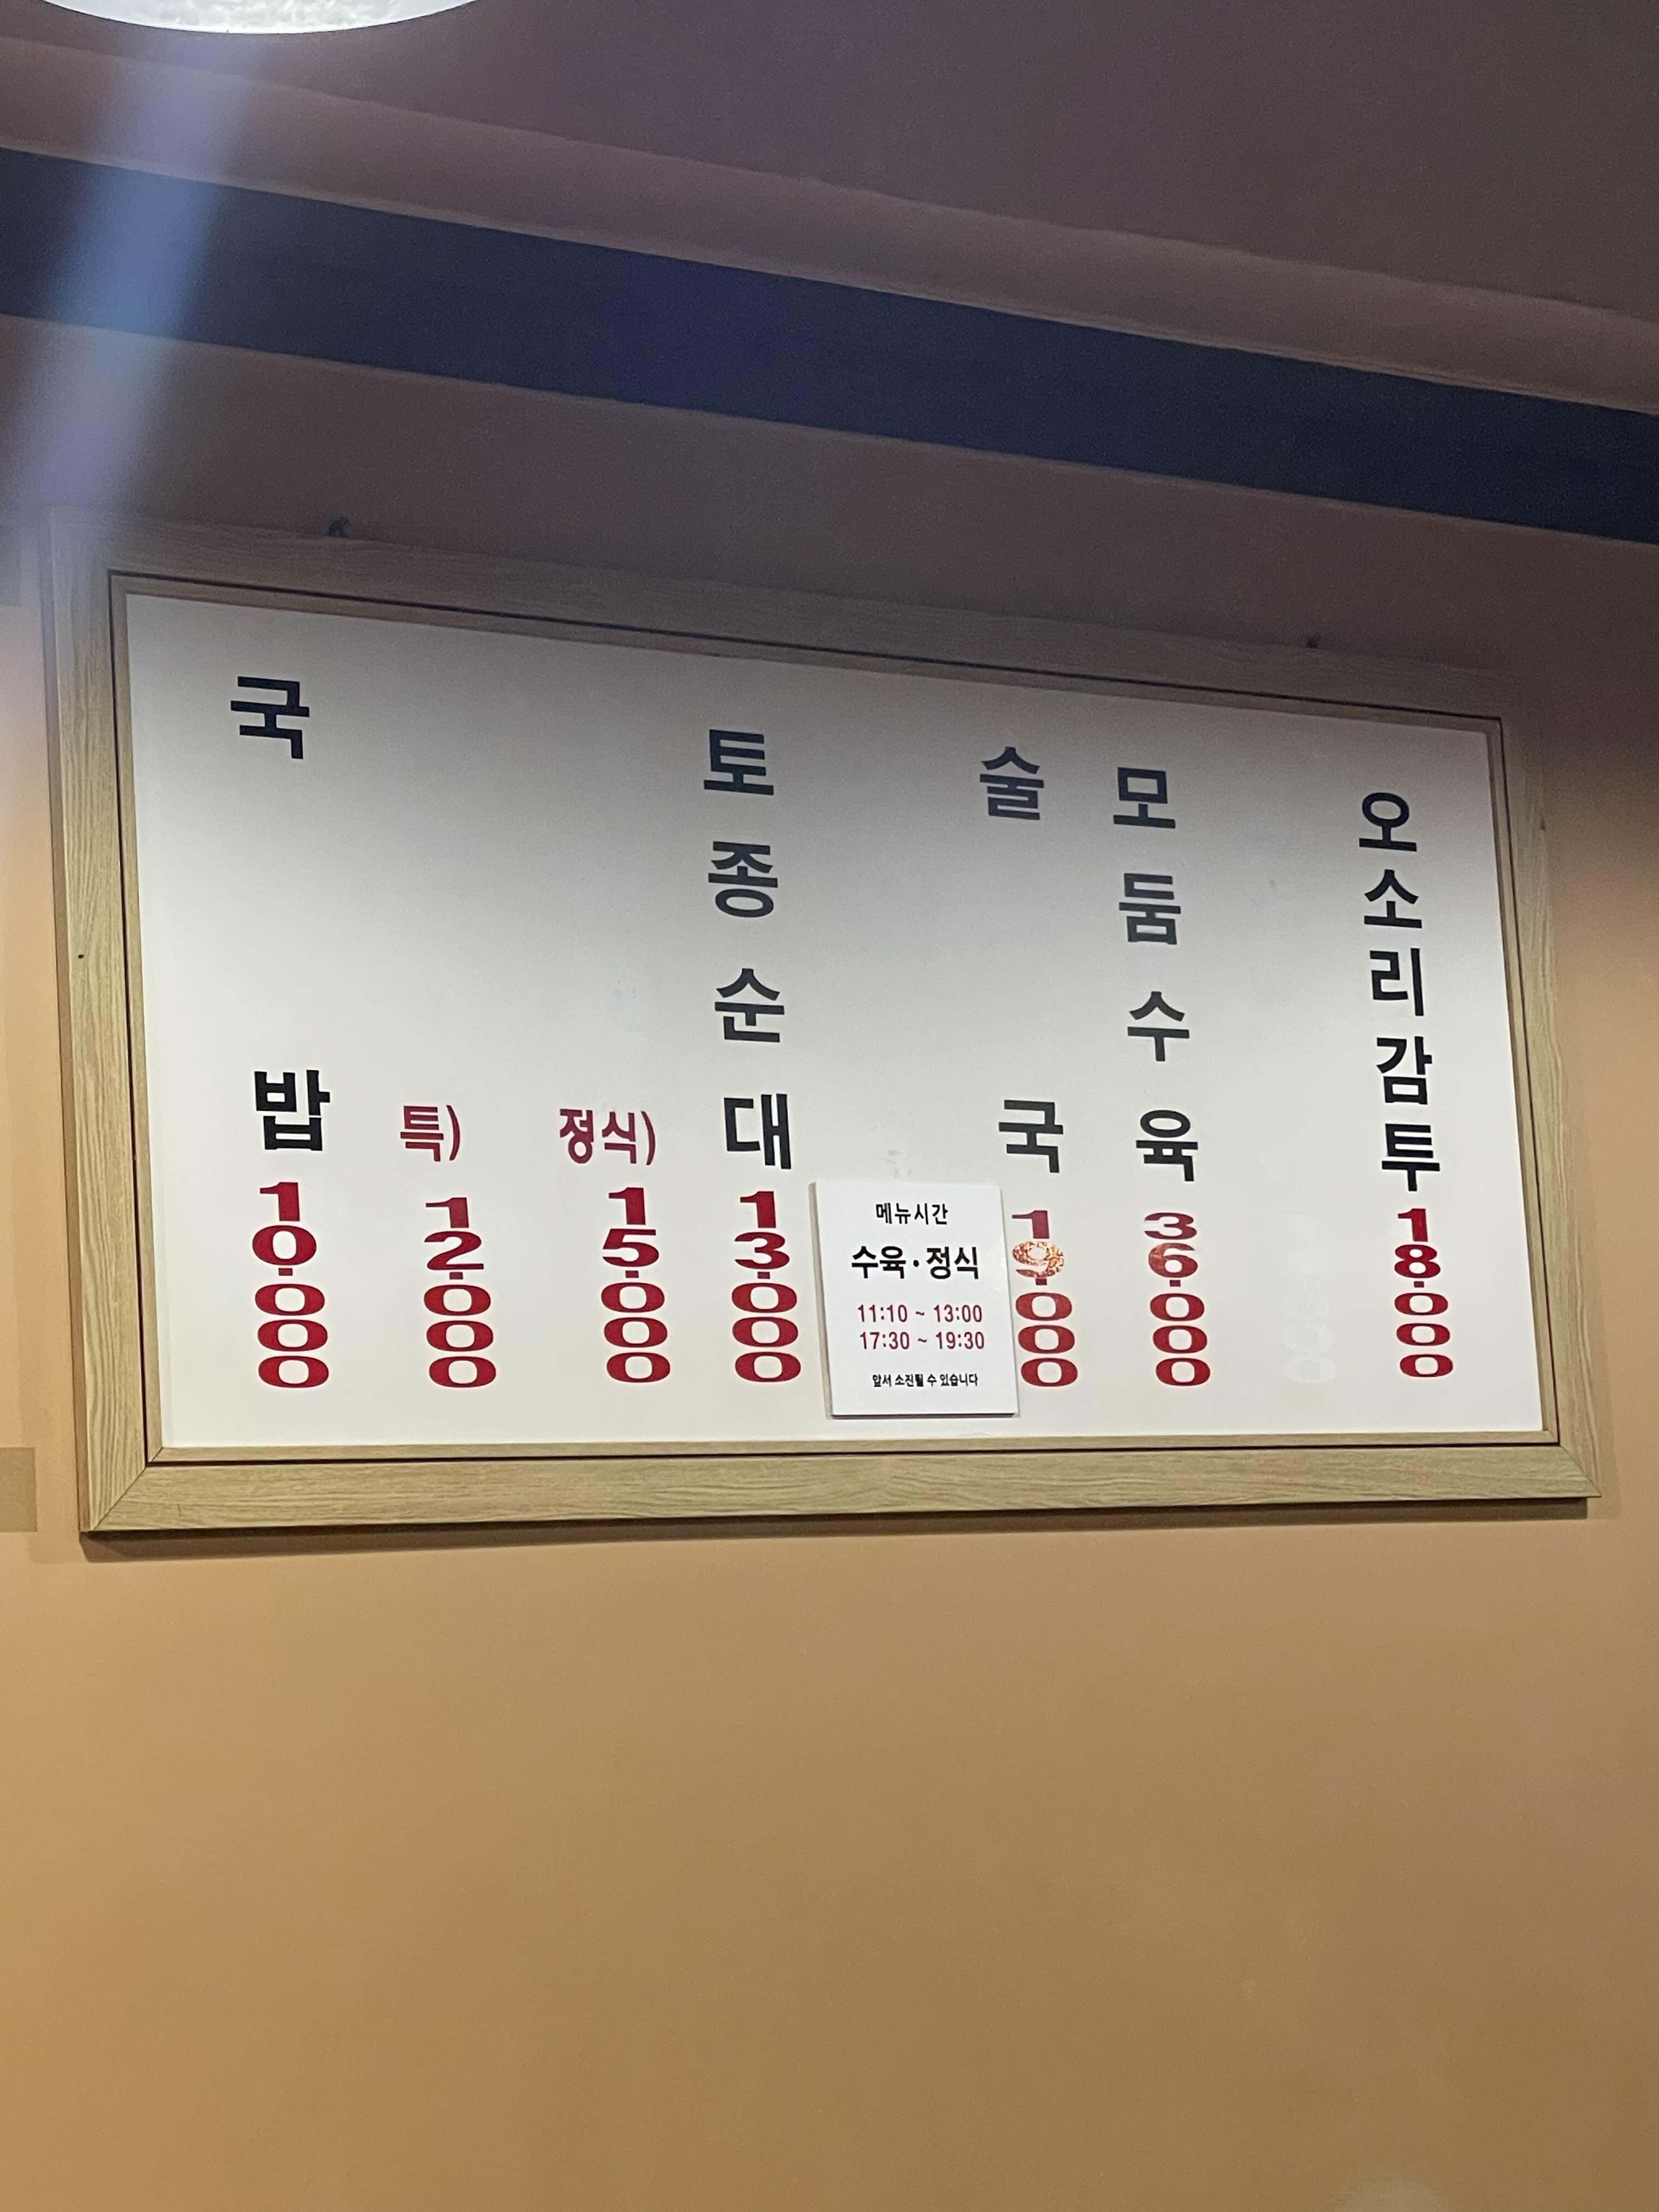 국밥 10.000
특) 12.000
정식) 15.000
토종순대 13.000
메뉴시간
수육·정식
11:10 ~ 13:00
17:30 ~ 19:30
앞서 소진될 수 있습니다
술국 19.000
모둠수육 36.000
오소리감투 18.000